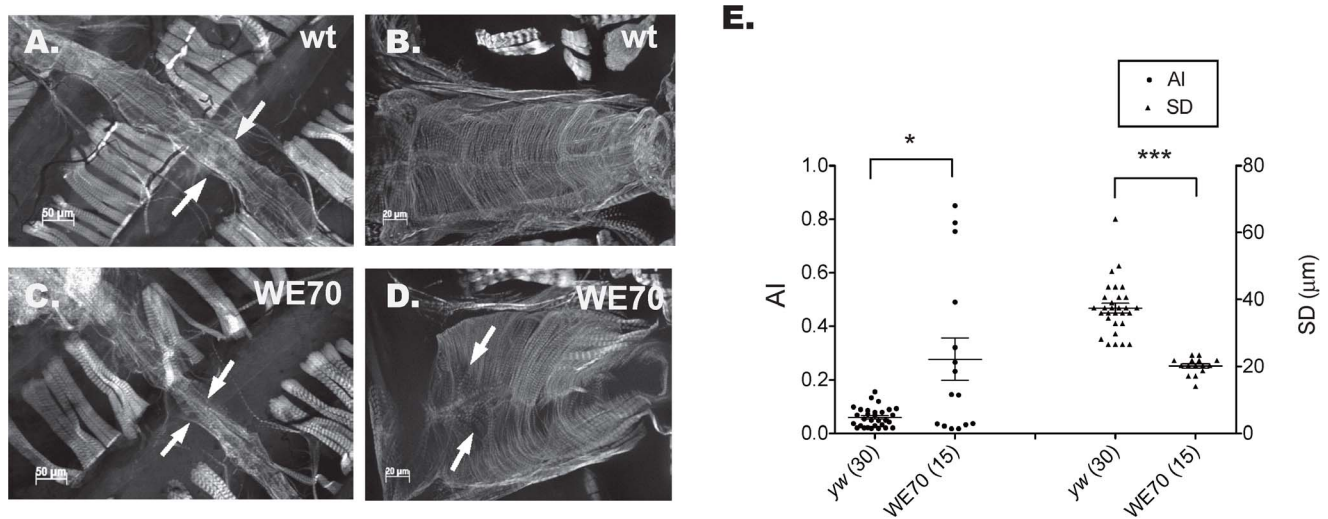 A.
wt
50 µm
B.
wt
20 µm
C.
WE70
50 µm
D.
WE70
20 µm
E.
AI
SD
*
***
1.0
0.8
0.6
0.4
0.2
0.0
AI
80
60
40
20
0
SD (µm)
yw (30)
WE70 (15)
yw (30)
WE70 (15)